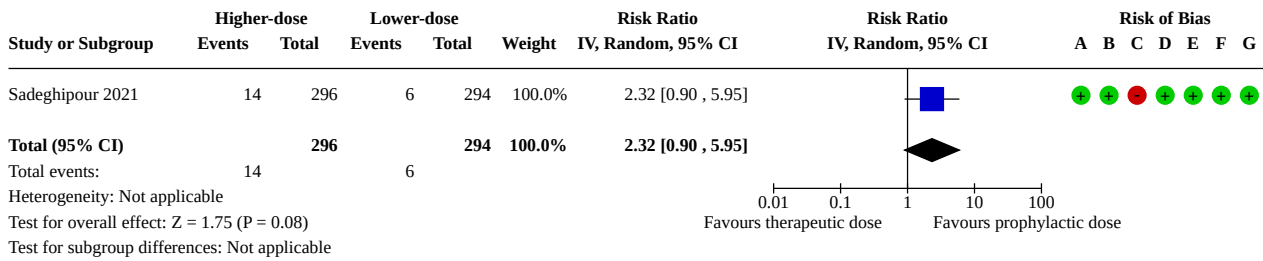 Higher-dose Lower-dose Risk Ratio Risk Ratio Risk of Bias
Study or Subgroup Events Total Events Total Weight IV, Random, 95% CI IV, Random, 95% CI A B C D E F G
Sadeghipour 2021 14 296 6 294 100.0% 2.32 [0.90 , 5.95] + + - + + + +
Total (95% CI) 296 294 100.0% 2.32 [0.90 , 5.95]
Total events: 14 6
Heterogeneity: Not applicable
0.01 0.1 1 10 100
Test for overall effect: Z = 1.75 (P = 0.08) Favours therapeutic dose Favours prophylactic dose
Test for subgroup differences: Not applicable